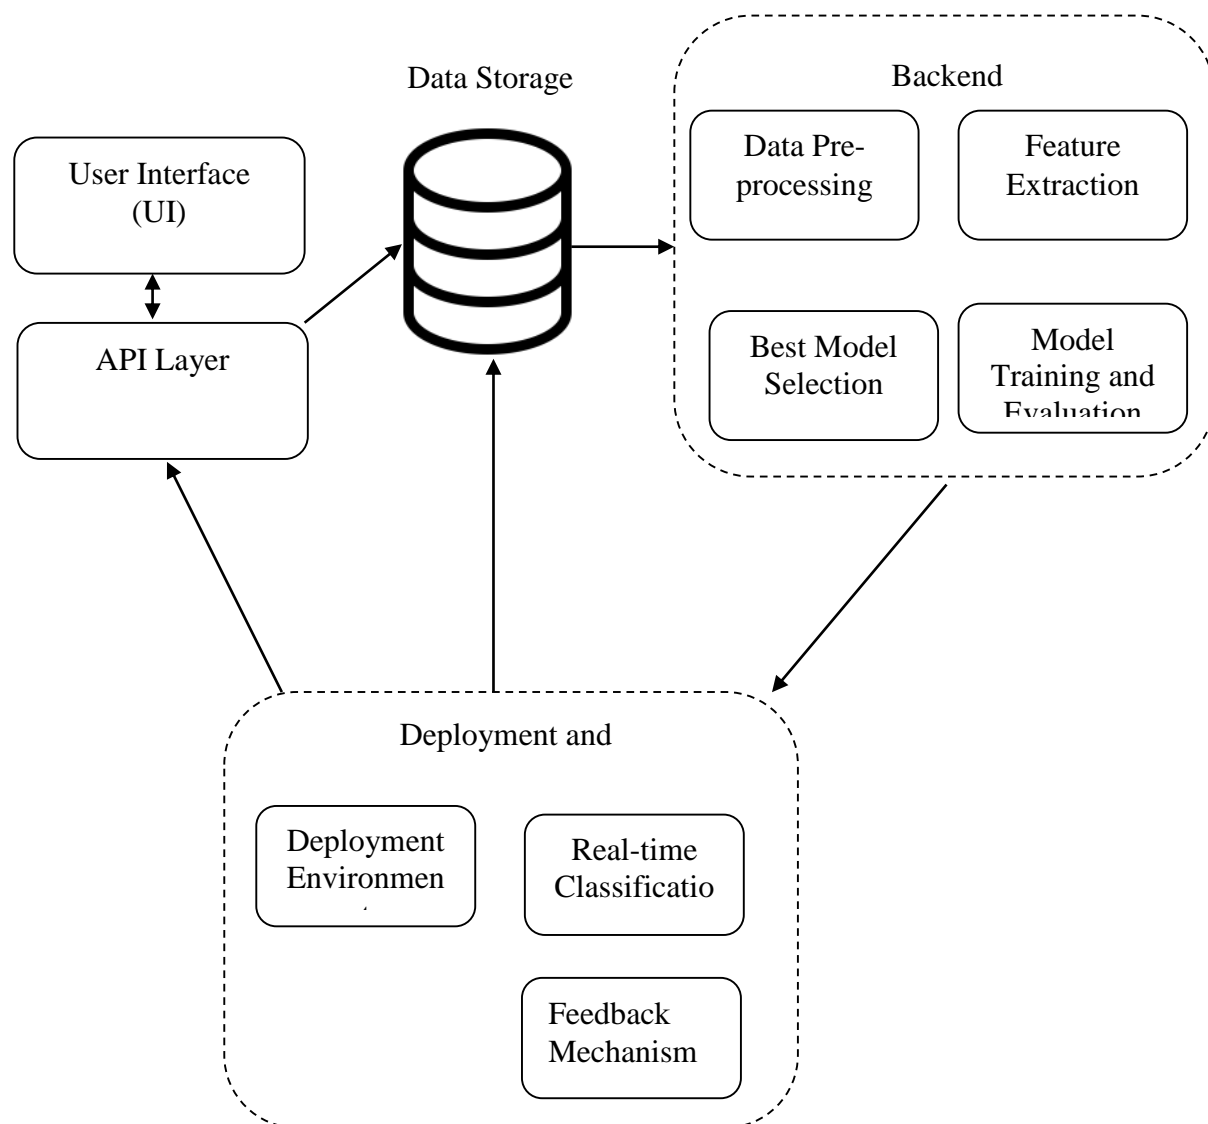 Data Storage
Backend
User Interface
(UI)
Data Pre-
processing
Feature
Extraction
API Layer
Best Model
Selection
Model
Training and
Evaluation
Deployment and
Deployment
Environmen
Real-time
Classificatio
Feedback
Mechanism